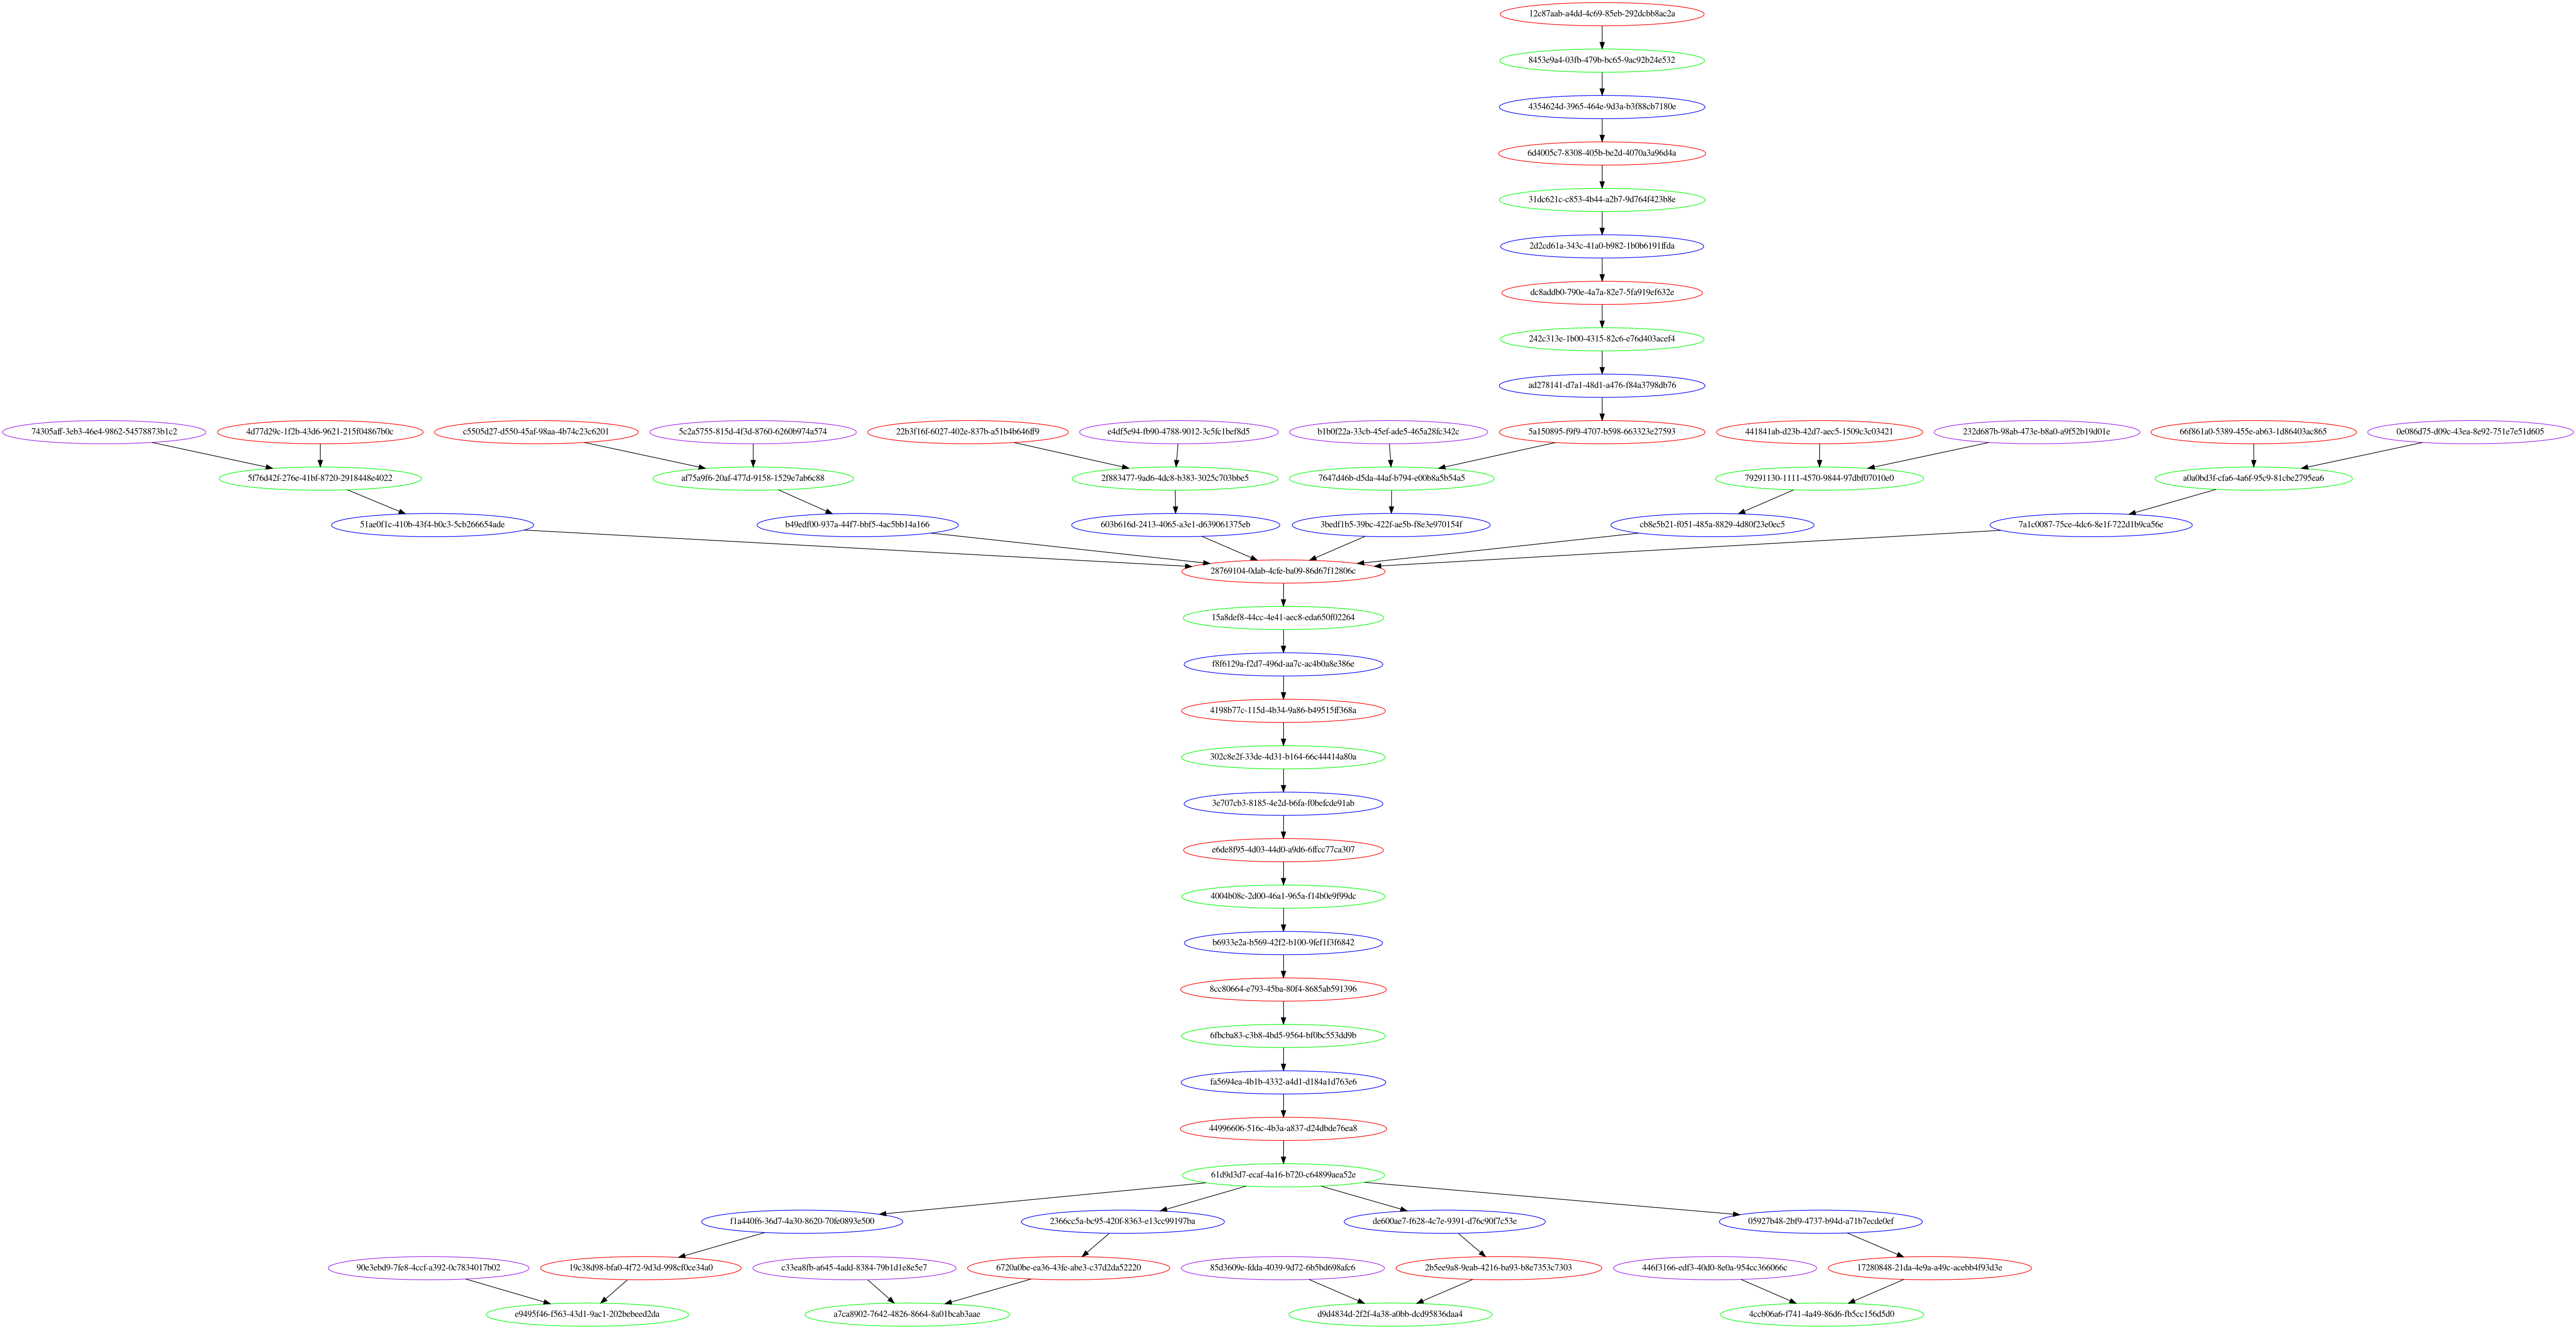 12c87aab-a4dd-4c69-85eb-292dcbb8ac2a
8453e9a4-03fb-479b-bc65-9ac92b24e532
4354624d-3965-464e-9d3a-b3f88cb7180e
6d4005c7-8308-405b-be2d-4070a3a96d4a
31dc621c-c853-4b44-a2b7-9d764f423b8e
2d2cd61a-343c-41a0-b982-1b0b6191ffda
dc8addb0-790e-4a7a-82e7-5fa919ef632e
242c313e-1b00-4315-82c6-e76d403acef4
ad278141-d7a1-48d1-a476-f84a3798db76
74305aff-3eb3-46e4-9862-54578873b1c2
4d77d29c-1f2b-43d6-9621-215f04867b0c
c5505d27-d550-45af-98aa-4b74c23c6201
5c2a5755-815d-4f3d-8760-6260b974a574
22b3f16f-6027-402e-837b-a51b4b646ff9
e4df5e94-fb90-4788-9012-3c5fc1bef8d5
b1b0f22a-33cb-45ef-ade5-465a28fc342c
5a150895-f9f9-4707-b598-663323e27593
441841ab-d23b-42d7-aec5-1509c3c03421
232d687b-98ab-473e-b8a0-a9f52b19d01e
66f861a0-5389-455e-ab63-1d86403ac865
0e086d75-d09c-43ea-8e92-751e7e51d605
5f76d42f-276e-41bf-8720-2918448e4022
af75a9f6-20af-477d-9158-1529e7ab6c88
2f883477-9ad6-4dc8-b383-3025c703bbe5
7647d46b-d5da-44af-b794-e00b8a5b54a5
79291130-1111-4570-9844-97dbf07010e0
a0a0bd3f-cfa6-4a6f-95c9-81cbe2795ea6
51ae0f1c-410b-43f4-b0c3-5cb266654ade
b49edf00-937a-44f7-bbf5-4ac5bb14a166
603b616d-2413-4065-a3e1-d639061375eb
3bedf1b5-39bc-422f-ae5b-f8e3e970154f
cb8e5b21-f051-485a-8829-4d80f23e0ec5
7a1c0087-75ce-4dc6-8e1f-722d1b9ca56e
28769104-0dab-4cfe-ba09-86d67f12806c
15a8def8-44cc-4e41-aec8-eda650f02264
f8f6129a-f2d7-496d-aa7c-ac4b0a8e386e
4198b77c-115d-4b34-9a86-b49515ff368a
302c8e2f-33de-4d31-b164-66c44414a80a
3e707cb3-8185-4e2d-b6fa-f0befcde91ab
e6de8f95-4d03-44d0-a9d6-6ffcc77ca307
4004b08c-2d00-46a1-965a-f14b0e9f99dc
b6933e2a-b569-42f2-b100-9fef1f3f6842
8cc80664-e793-45ba-80f4-8685ab591396
6fbcba83-c3b8-4bd5-9564-bf0bc553dd9b
fa5694ea-4b1b-4332-a4d1-d184a1d763e6
44996606-516c-4b3a-a837-d24dbde76ea8
61d9d3d7-ecaf-4a16-b720-c64899aea52e
f1a440f6-36d7-4a30-8620-70fe0893e500
2366cc5a-bc95-420f-8363-e13cc99197ba
de600ae7-f628-4c7e-9391-d76c90f7c53e
05927b48-2bf9-4737-b94d-a71b7ecde0ef
90e3ebd9-7fe8-4ccf-a392-0c7834017b02
19c38d98-bfa0-4f72-9d3d-998cf0ce34a0
c33ea8fb-a645-4add-8384-79b1d1e8e5e7
6720a0be-ea36-43fe-abe3-c37d2da52220
85d3609e-fdda-4039-9d72-6b5bd698afc6
2b5ee9a8-9eab-4216-ba93-b8e7353c7303
446f3166-edf3-40d0-8e0a-954cc366066c
17280848-21da-4e9a-a49c-acebb4f93d3e
e9495f46-f563-43d1-9ac1-202bebeed2da
a7ca8902-7642-4826-8664-8a01bcab3aae
d9d4834d-2f2f-4a38-a0bb-dcd95836daa4
4ccb06a6-f741-4a49-86d6-fb5cc156d5d0